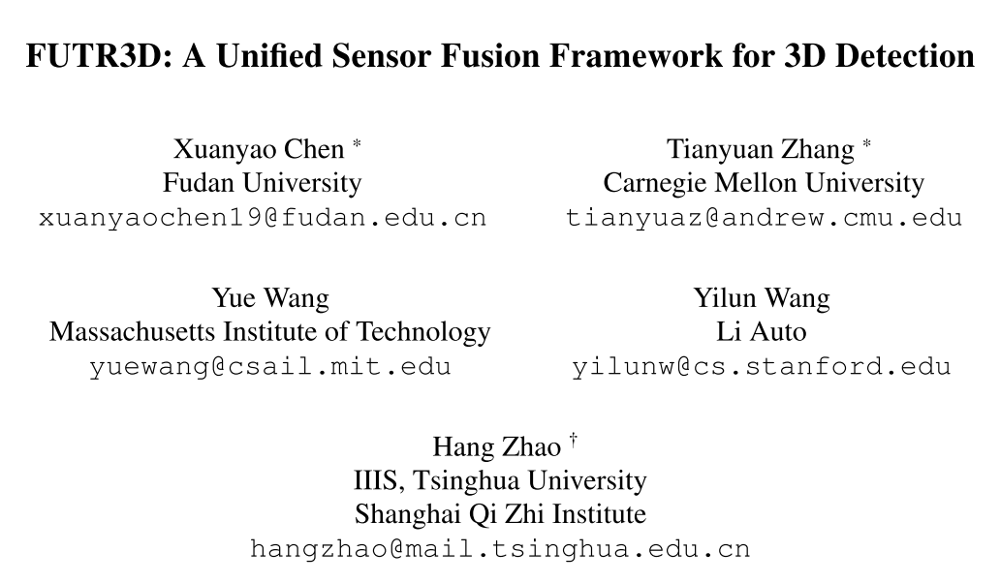 FUTR3D: A Unified Sensor Fusion Framework for 3D Detection
Xuanyao Chen *
Fudan University
xuanyaochen19@fudan.edu.cn
Tianyuan Zhang *
Carnegie Mellon University
tianyuaz@andrew.cmu.edu
Yue Wang
Massachusetts Institute of Technology
yuewang@csail.mit.edu
Yilun Wang
Li Auto
yilunw@cs.stanford.edu
Hang Zhao †
IIIS, Tsinghua University
Shanghai Qi Zhi Institute
hangzhao@mail.tsinghua.edu.cn